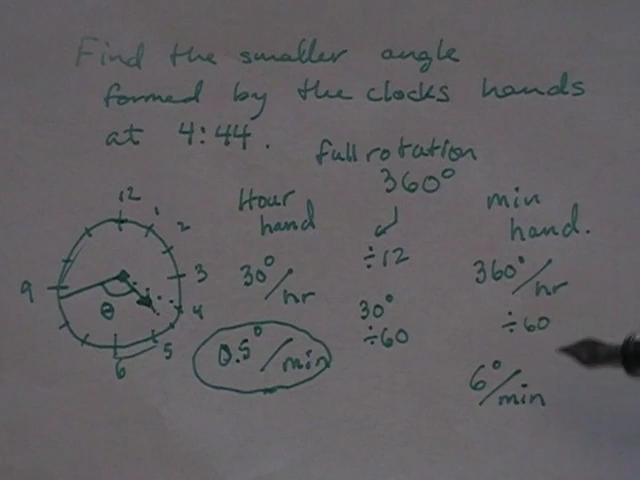 Find the smaller angle
formed by the clocks hands
at 4:44.
full rotation
360°
÷12
30°
÷60
Hour
hand
30°/hr
0.5°/min
min
hand.
360°/hr
÷60
6°/min
12
1
2
3
4
5
6
9
θ